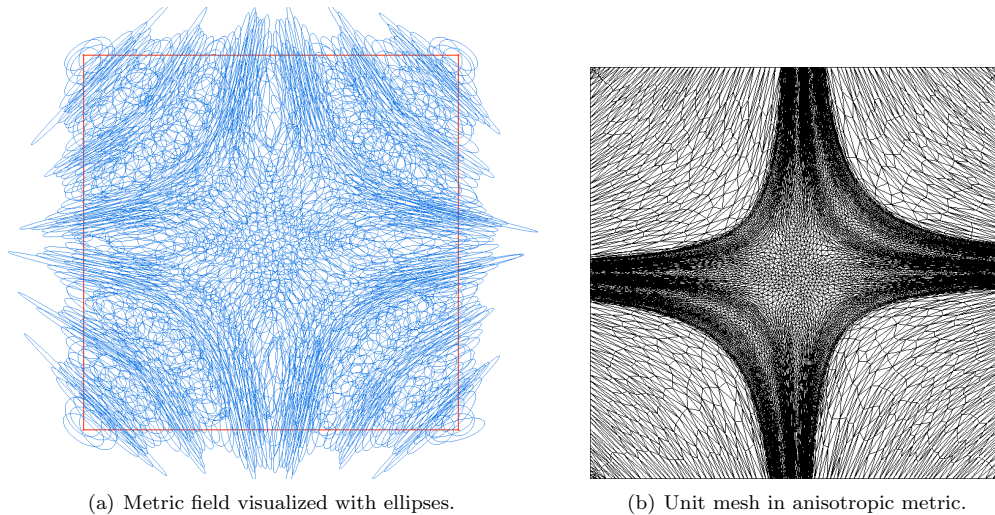 (a) Metric field visualized with ellipses.
(b) Unit mesh in anisotropic metric.